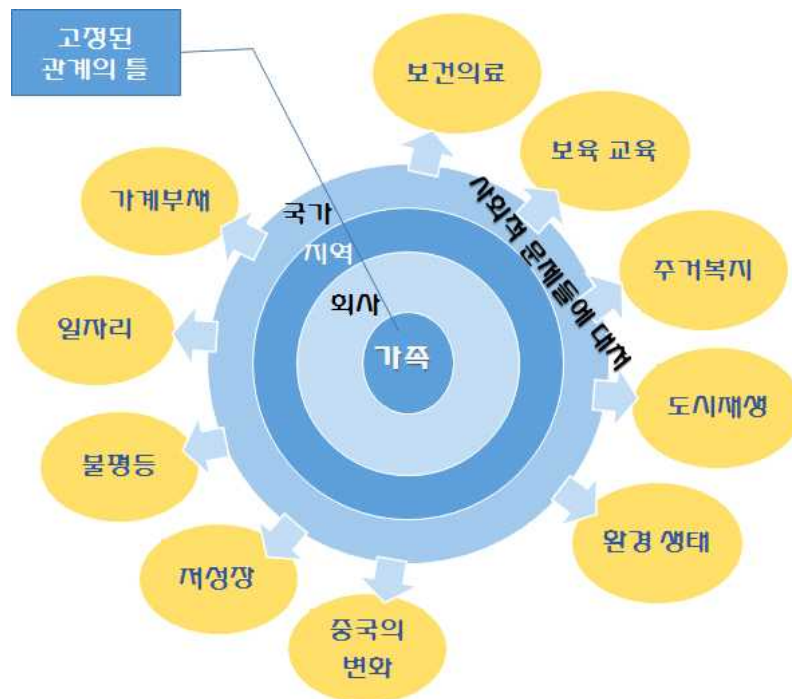 고정된
관계의 틀
보건의료
보육 교육
주거복지
도시재생
환경 생태
중국의
변화
저성장
불평등
일자리
가계부채
국가
지역
회사
가족
사회적 문제들에 대처